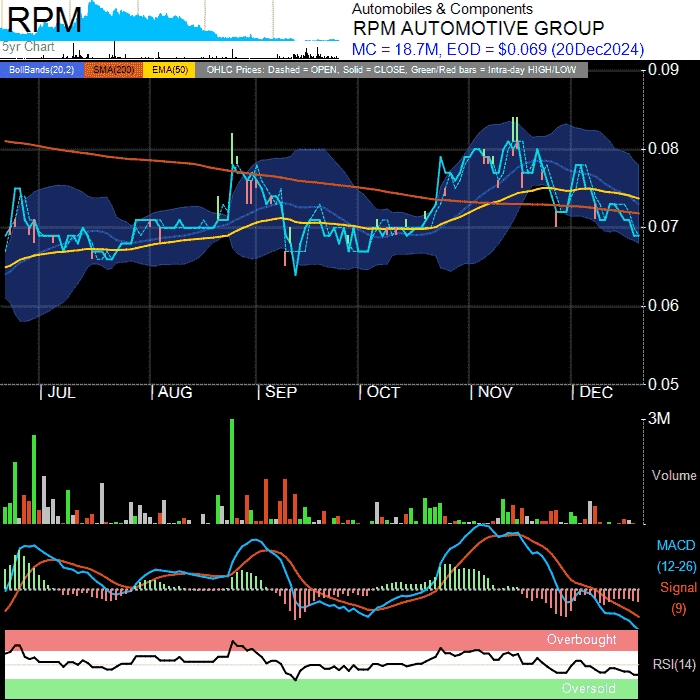 RPM
5yr Chart
Automobiles & Components
RPM AUTOMOTIVE GROUP
MC = 18.7M, EOD = $0.069 (20Dec2024)
BollBands(20,2) SMA(200) EMA(50) OHLC Prices: Dashed = OPEN, Solid = CLOSE, Green/Red bars = Intra-day HIGH/LOW
0.09
0.08
0.07
0.06
0.05
JUL AUG SEP OCT NOV DEC
3M
Volume
MACD
(12-26)
Signal
(9)
Overbought
RSI(14)
Oversold